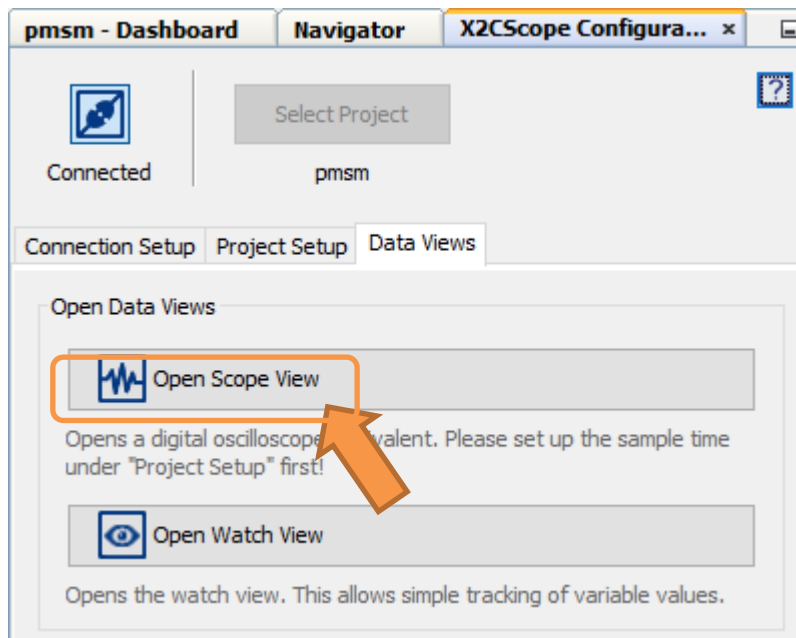 pmsm - Dashboard
Navigator
X2CScope Configura... ×
?
Select Project
Connected
pmsm
Connection Setup
Project Setup
Data Views
Open Data Views
Open Scope View
Opens a digital oscilloscope Please set up the sample time
under "Project Setup" first!
Open Watch View
Opens the watch view. This allows simple tracking of variable values.